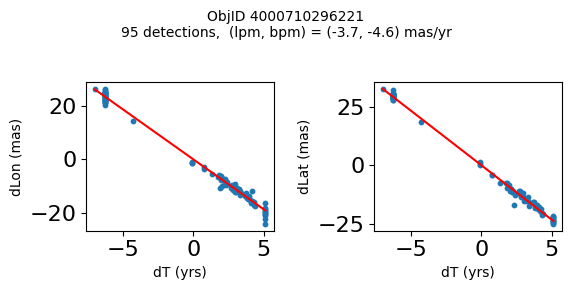 ObjID 4000710296221
95 detections,  (lpm, bpm) = (-3.7, -4.6) mas/yr
dLon (mas)
20
0
−20
−5
0
5
dT (yrs)
dLat (mas)
25
0
−25
−5
0
5
dT (yrs)